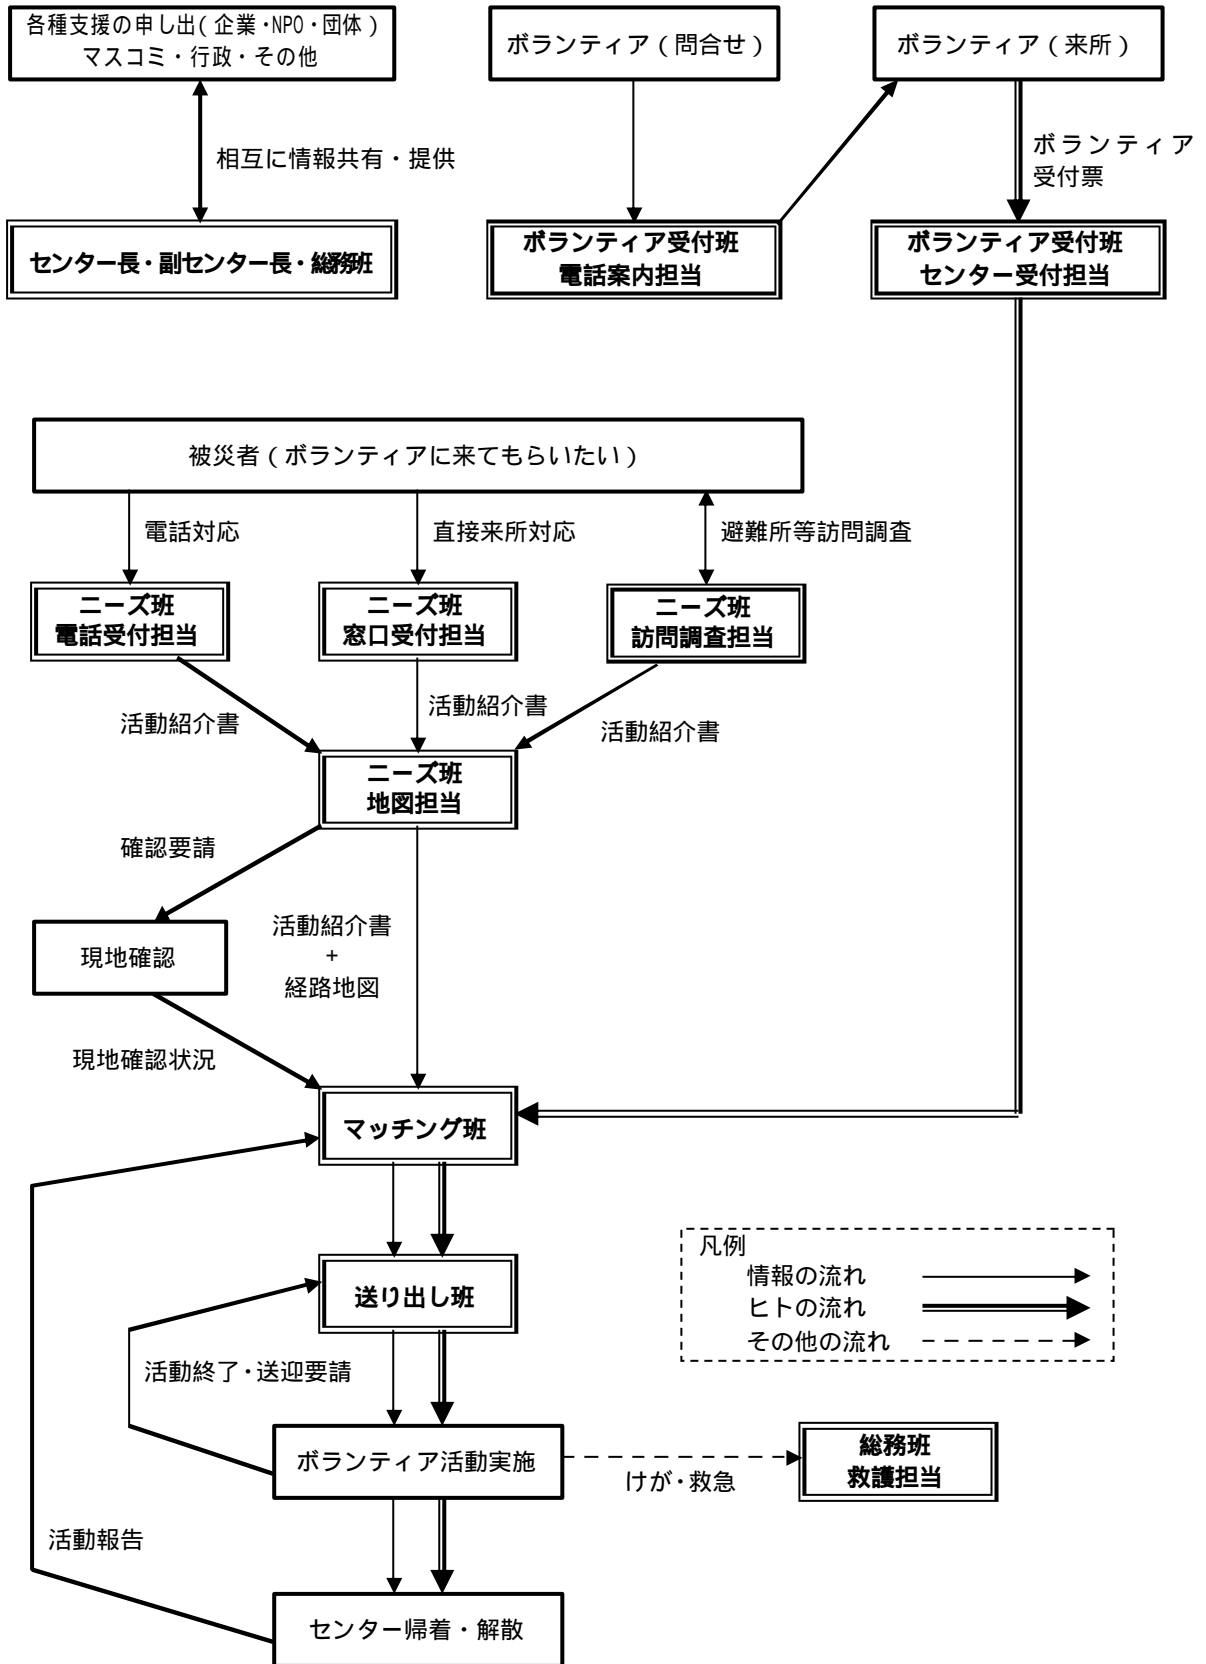 各種支援の申し出(企業・NPO・団体)
マスコミ・行政・その他
ボランティア(問合せ)
ボランティア(来所)
相互に情報共有・提供
ボランティア
受付票
センター長・副センター長・総務班
ボランティア受付班
電話案内担当
ボランティア受付班
センター受付担当
被災者(ボランティアに来てもらいたい)
電話対応
直接来所対応
避難所等訪問調査
ニーズ班
電話受付担当
ニーズ班
窓口受付担当
ニーズ班
訪問調査担当
活動紹介書
活動紹介書
活動紹介書
ニーズ班
地図担当
確認要請
現地確認
活動紹介書
+
経路地図
現地確認状況
マッチング班
凡例
情報の流れ
ヒトの流れ
その他の流れ
送り出し班
活動終了・送迎要請
ボランティア活動実施
けが・救急
総務班
救護担当
活動報告
センター帰着・解散